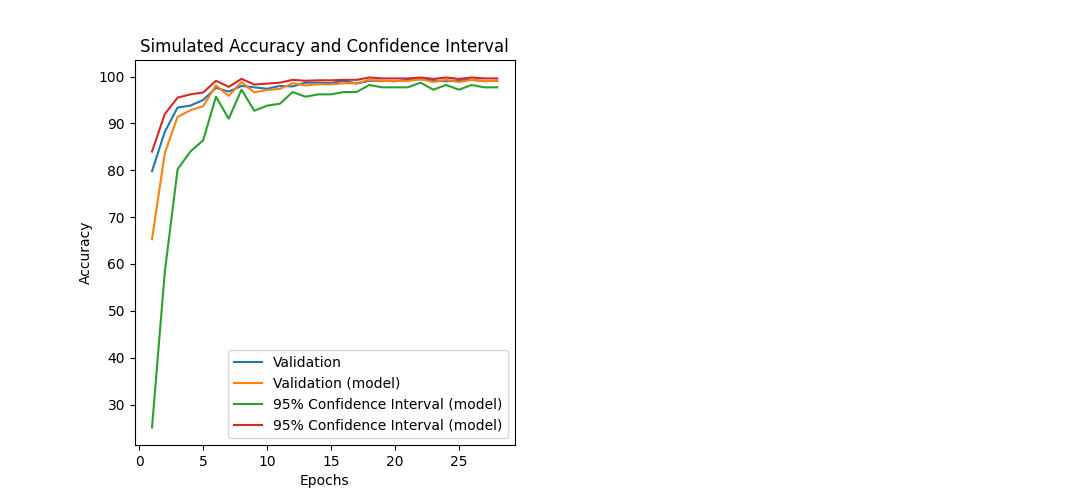 Simulated Accuracy and Confidence Interval
100
90
80
70
60
50
40
30
Accuracy
Validation
Validation (model)
95% Confidence Interval (model)
95% Confidence Interval (model)
0 5 10 15 20 25
Epochs